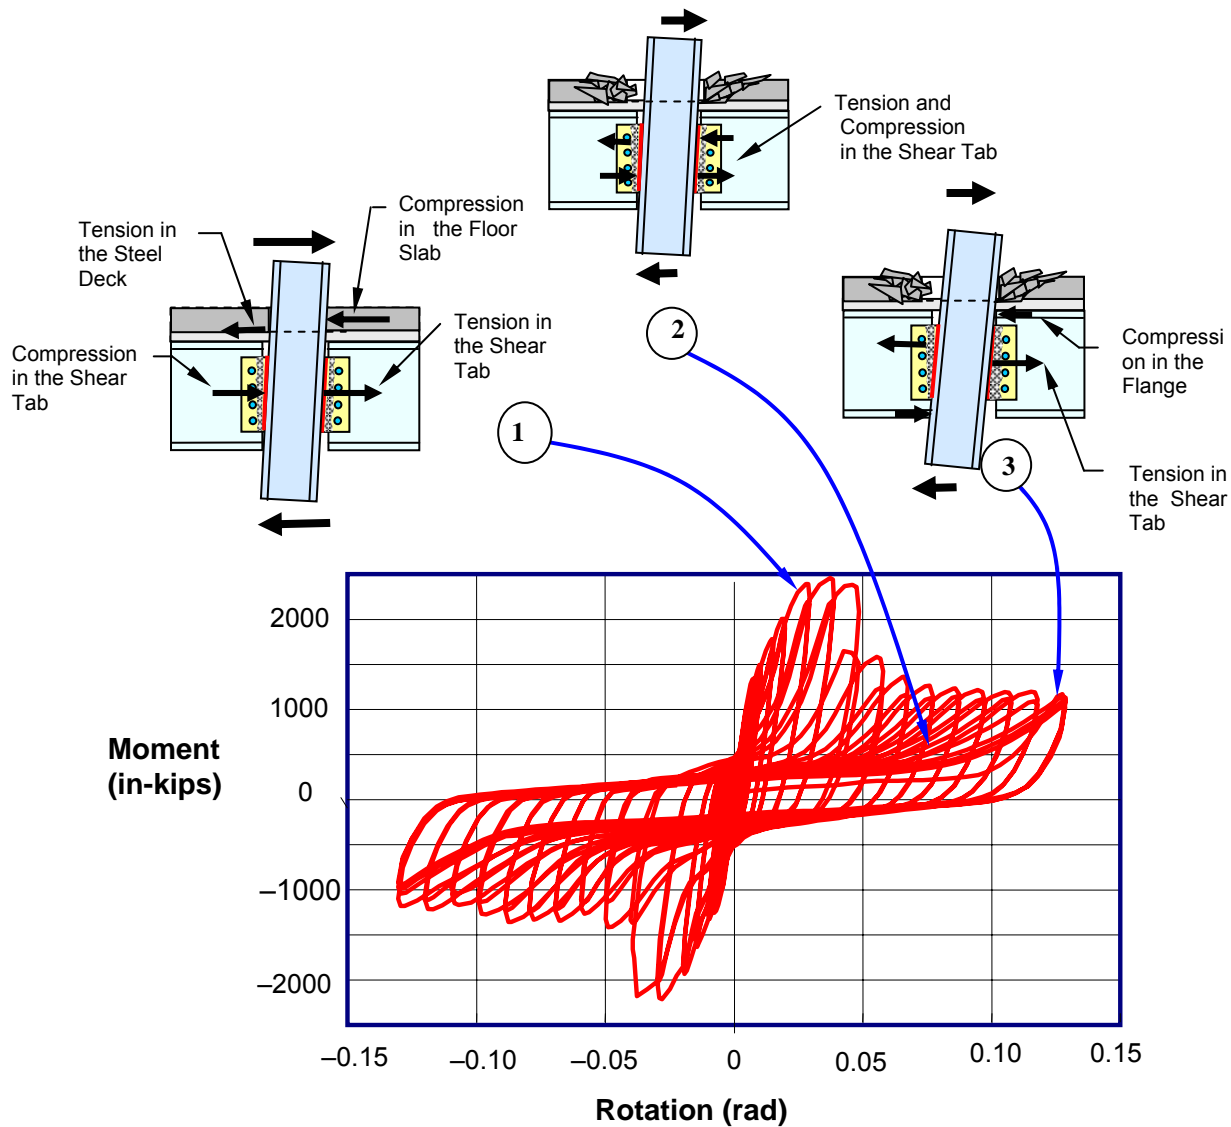 Tension and
Compression
in the Shear Tab
Tension in
the Steel
Deck
Compression
in the Floor
Slab
Compression
in the Shear
Tab
Tension in
the Shear
Tab
Compressi
on in the
Flange
Tension in
the Shear
Tab
1
2
3
2000
1000
0
–1000
–2000
Moment
(in-kips)
–0.15
–0.10
–0.05
0
0.05
0.10
0.15
Rotation (rad)